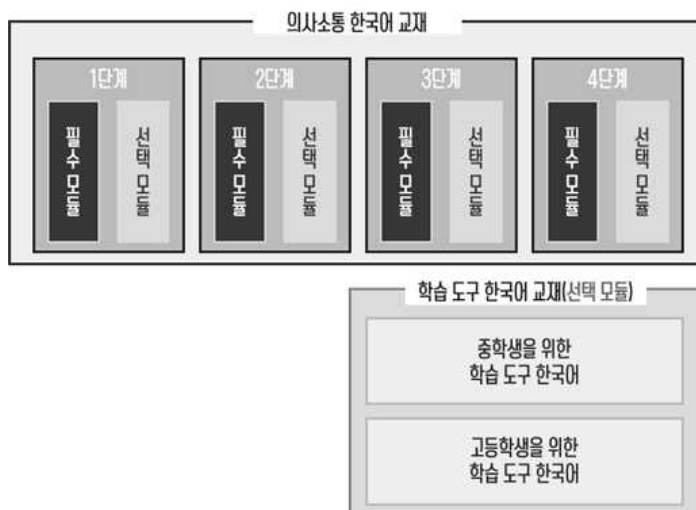 의사소통 한국어 교재
1단계
필수 모듈
선택 모듈
2단계
필수 모듈
선택 모듈
3단계
필수 모듈
선택 모듈
4단계
필수 모듈
선택 모듈
학습 도구 한국어 교재(선택 모듈)
중학생을 위한
학습 도구 한국어
고등학생을 위한
학습 도구 한국어